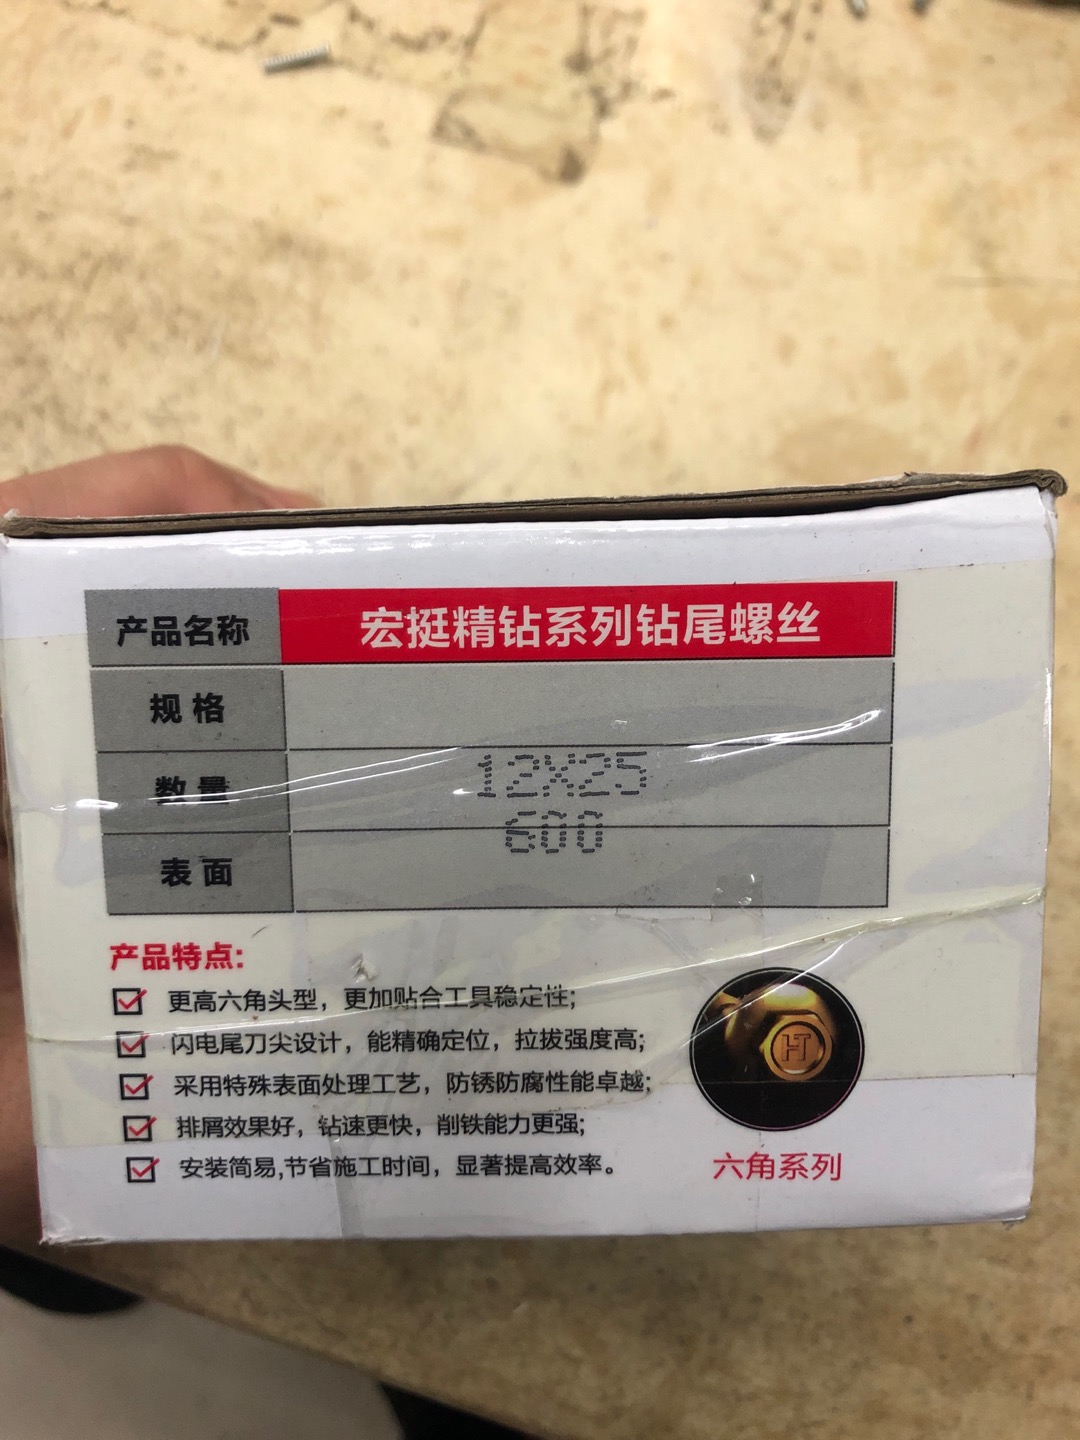 产品名称 宏挺精钻系列钻尾螺丝
规格
数量 12X25
600
表面
产品特点:
更高六角头型，更加贴合工具稳定性;
闪电尾刀尖设计，能精确定位，拉拔强度高;
采用特殊表面处理工艺，防锈防腐性能卓越;
排屑效果好，钻速更快，削铁能力更强;
安装简易,节省施工时间，显著提高效率。
HT
六角系列